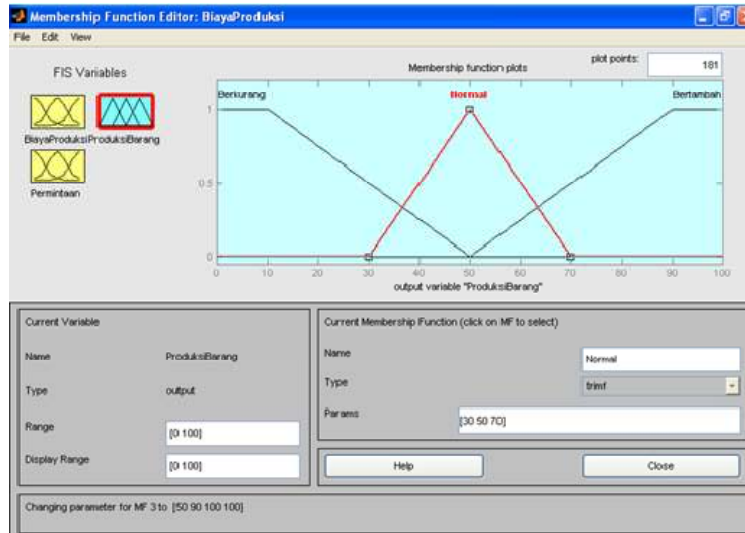 Membership Function Editor: BiayaProduksi
File Edit View
FIS Variables
BiayaProduksi ProduksiBarang
Permintaan
Membership function plots
plot points:
181
Berkurang
Normal
Bertambah
1
0.5
0
0 10 20 30 40 50 60 70 80 90 100
output variable "ProduksiBarang"
Current Variable
Name ProduksiBarang
Type output
Range [0 100]
Display Range [0 100]
Current Membership Function (click on MF to select)
Name Normal
Type trimf
Params [30 50 70]
Help Close
Changing parameter for MF 3 to [50 90 100 100]